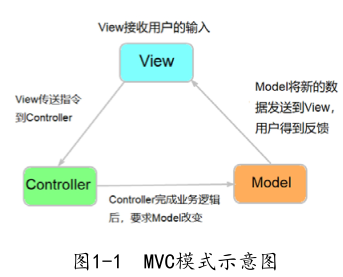 View接收用户的输入
View
View传送指令
到Controller
Model将新的数
据发送到View，
用户得到反馈
Controller
Model
Controller完成业务逻辑
后，要求Model改变
图1-1 MVC模式示意图